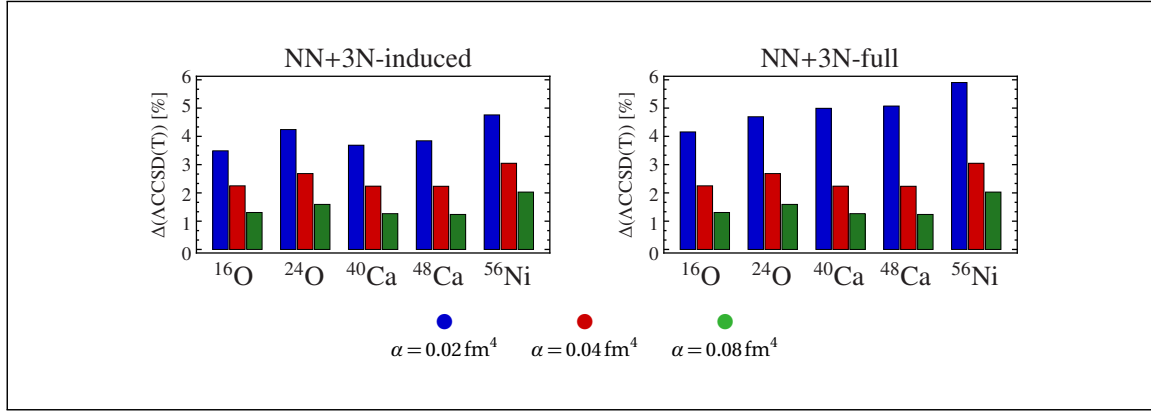 NN+3N-induced
Δ(ΛCCSD(T)) [%]
6
5
4
3
2
1
0
¹⁶O ²⁴O ⁴⁰Ca ⁴⁸Ca ⁵⁶Ni
NN+3N-full
Δ(ΛCCSD(T)) [%]
6
5
4
3
2
1
0
¹⁶O ²⁴O ⁴⁰Ca ⁴⁸Ca ⁵⁶Ni
α = 0.02 fm⁴ α = 0.04 fm⁴ α = 0.08 fm⁴